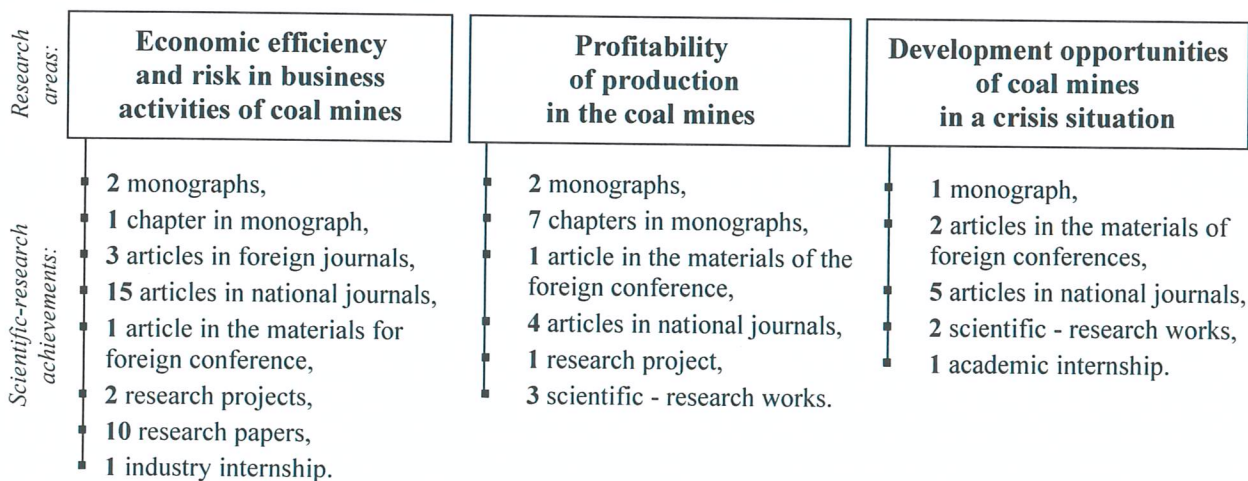 Research
areas:
Economic efficiency
and risk in business
activities of coal mines
Profitability
of production
in the coal mines
Development opportunities
of coal mines
in a crisis situation
Scientific-research
achievements:
2 monographs,
1 chapter in monograph,
3 articles in foreign journals,
15 articles in national journals,
1 article in the materials for
foreign conference,
2 research projects,
10 research papers,
1 industry internship.
2 monographs,
7 chapters in monographs,
1 article in the materials of the
foreign conference,
4 articles in national journals,
1 research project,
3 scientific - research works.
1 monograph,
2 articles in the materials of
foreign conferences,
5 articles in national journals,
2 scientific - research works,
1 academic internship.